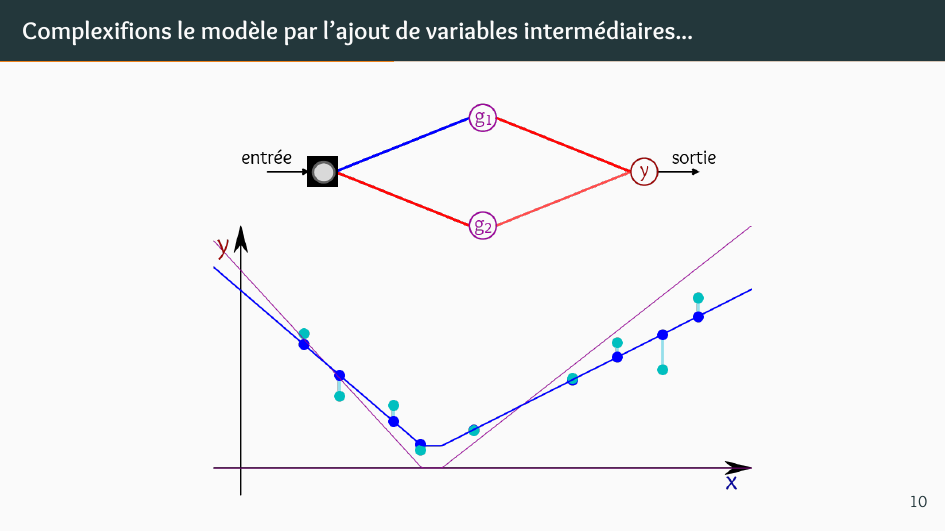 Complexifions le modèle par l'ajout de variables intermédiaires...
g1
entrée
y
sortie
g2
y
x
10